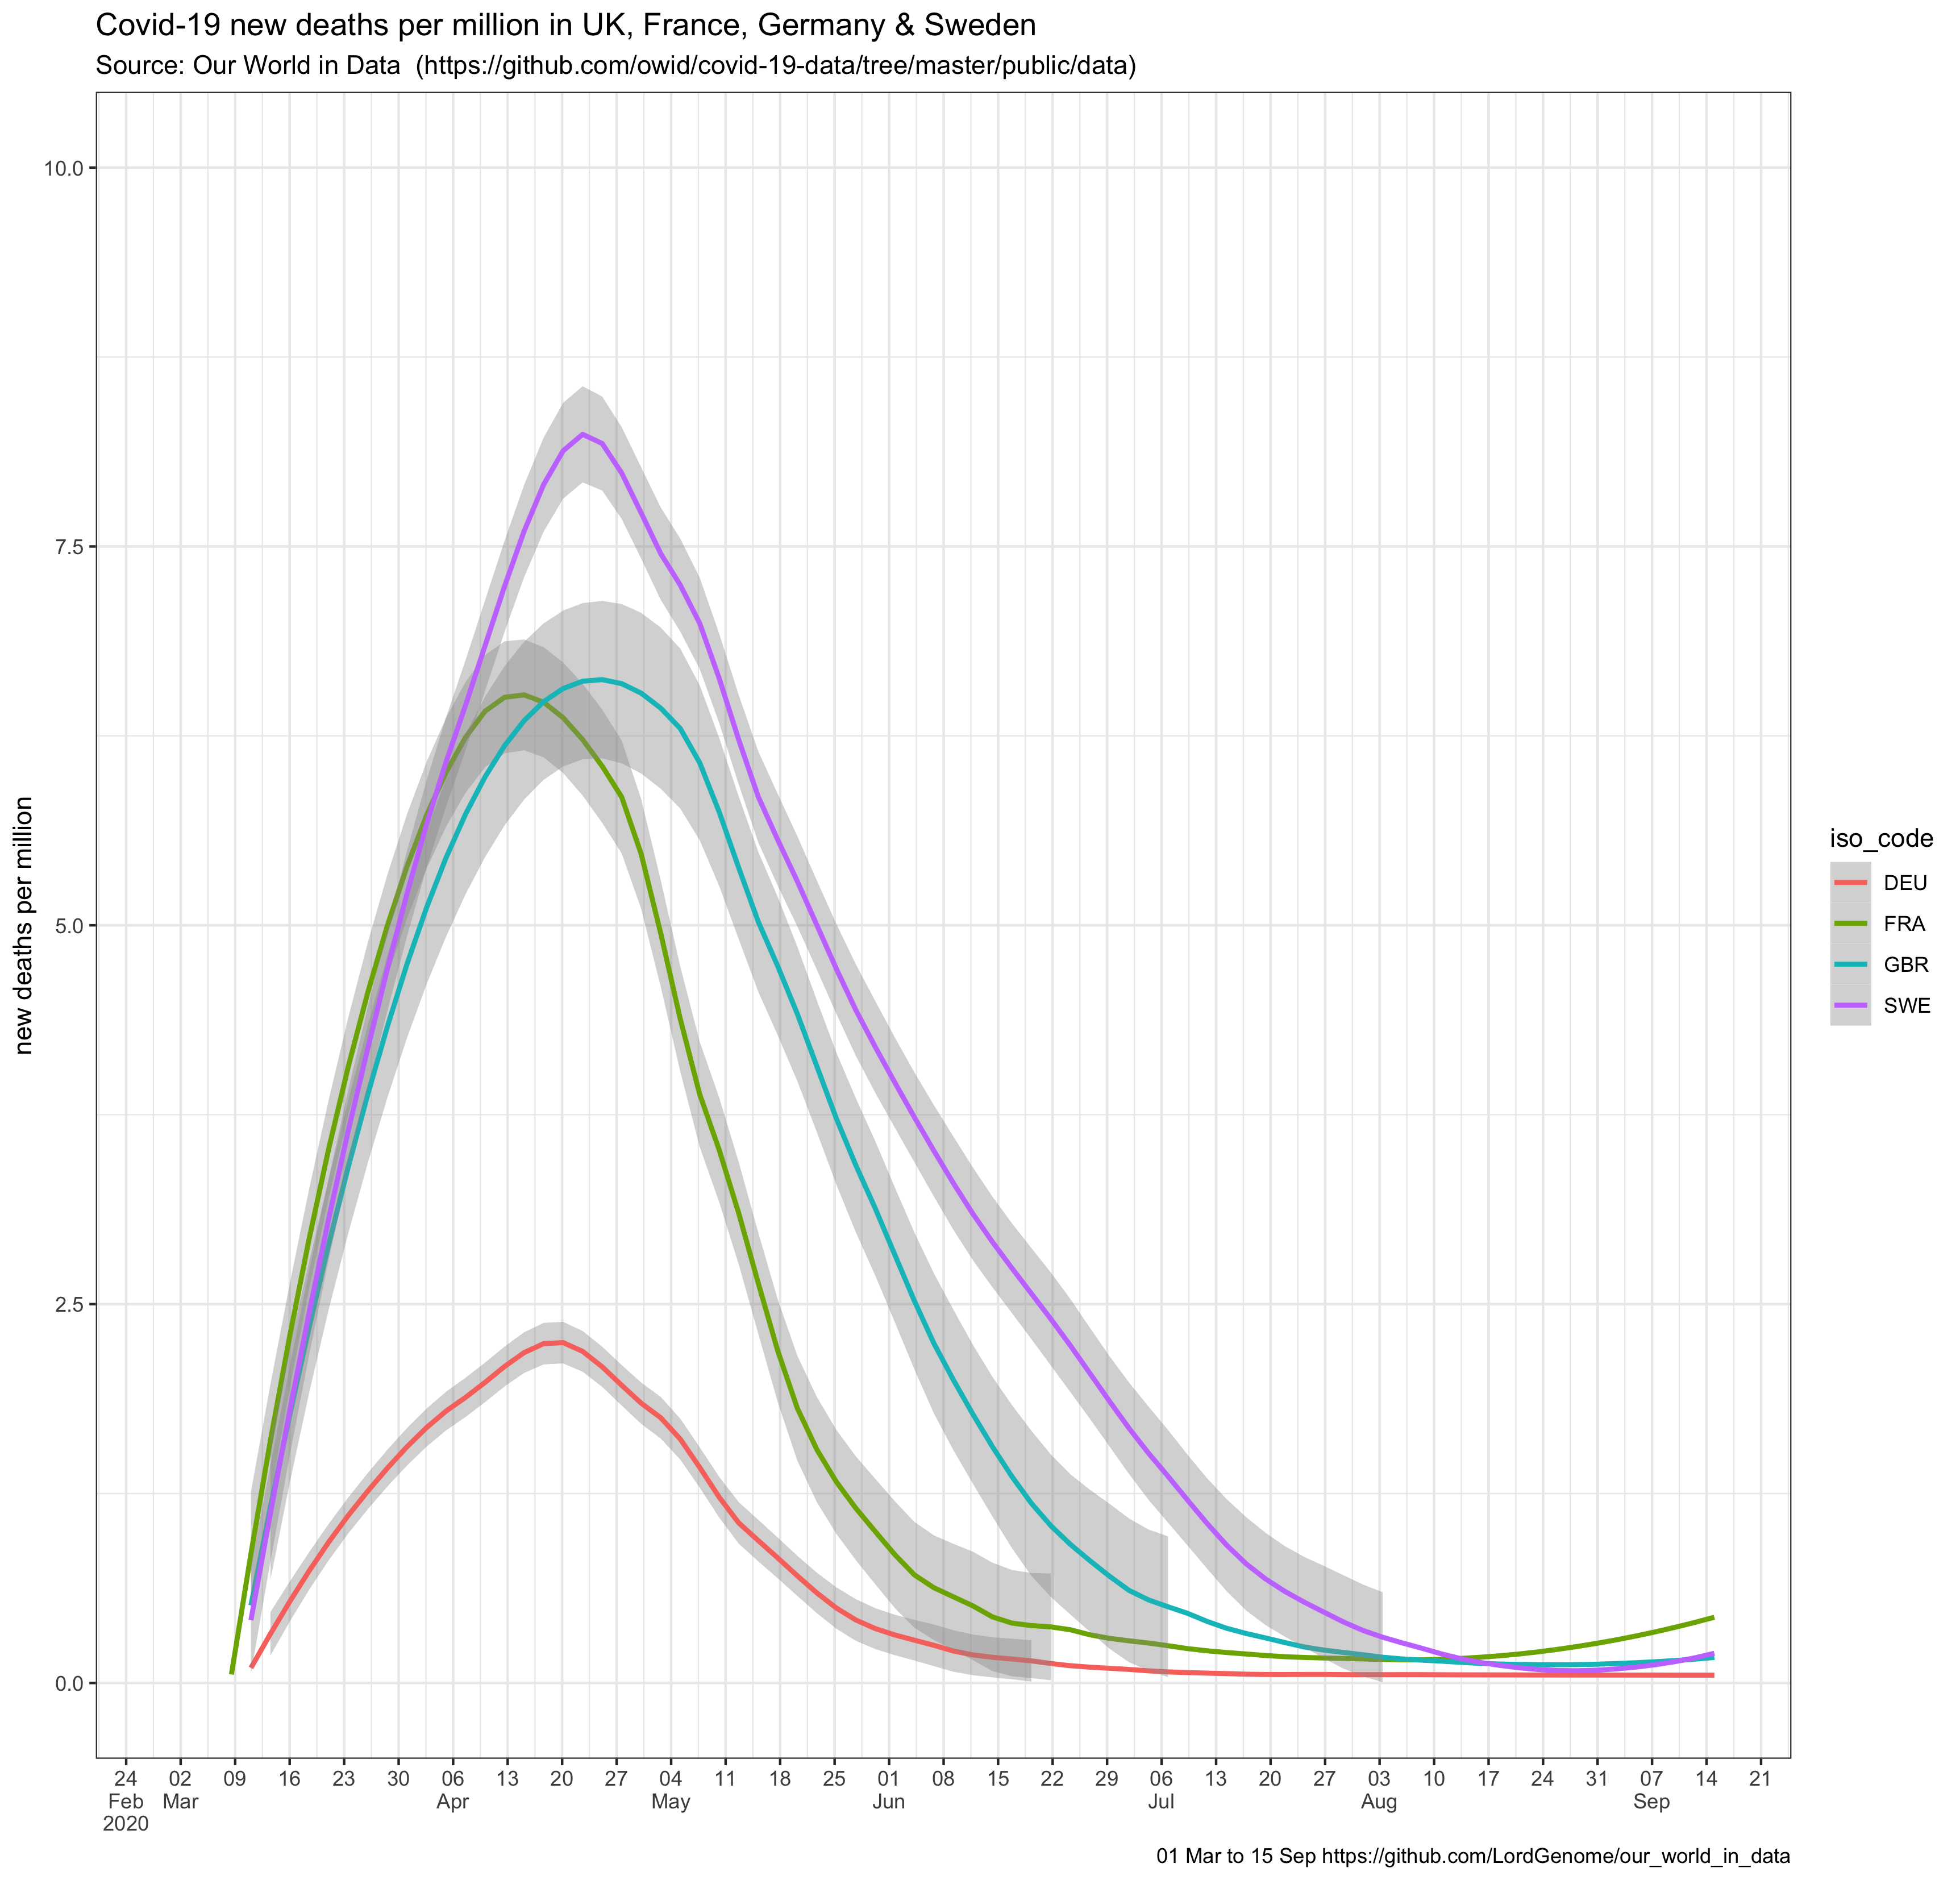 Covid-19 new deaths per million in UK, France, Germany & Sweden
Source: Our World in Data  (https://github.com/owid/covid-19-data/tree/master/public/data)
10.0
7.5
5.0
2.5
0.0
new deaths per million
iso_code
DEU
FRA
GBR
SWE
24 02 09 16 23 30 06 13 20 27 04 11 18 25 01 08 15 22 29 06 13 20 27 03 10 17 24 31 07 14 21
Feb Mar Apr May Jun Jul Aug Sep
2020
01 Mar to 15 Sep https://github.com/LordGenome/our_world_in_data